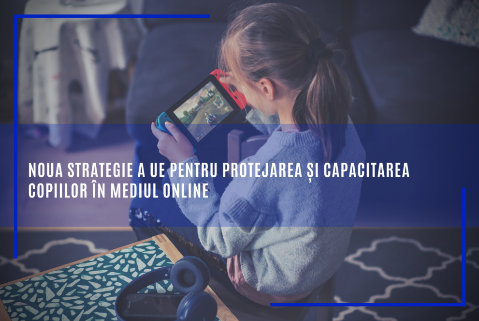 NOUA STRATEGIE A UE PENTRU PROTEJAREA ȘI CAPACITAREA
COPIILOR ÎN MEDIUL ONLINE